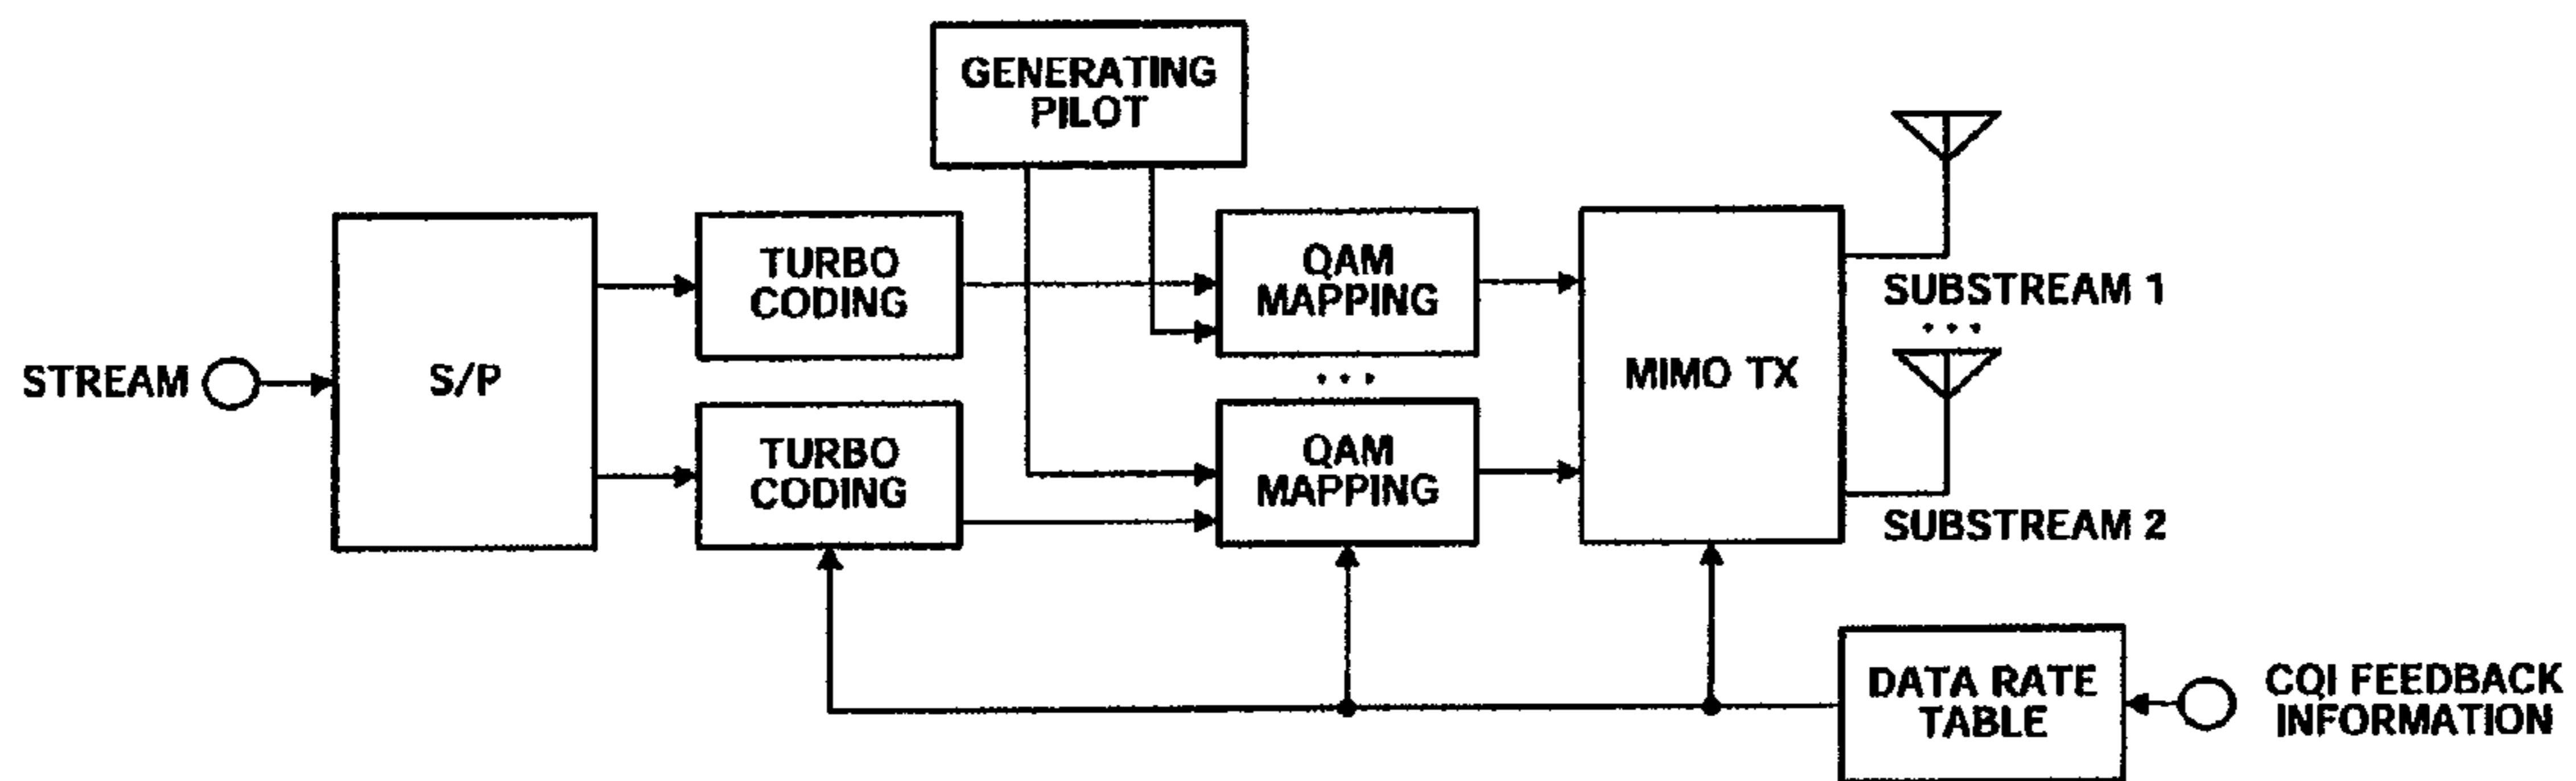 GENERATING
PILOT
STREAM
S/P
TURBO
CODING
QAM
MAPPING
MIMO TX
SUBSTREAM 1
...
...
TURBO
CODING
QAM
MAPPING
SUBSTREAM 2
DATA RATE
TABLE
CQI FEEDBACK
INFORMATION